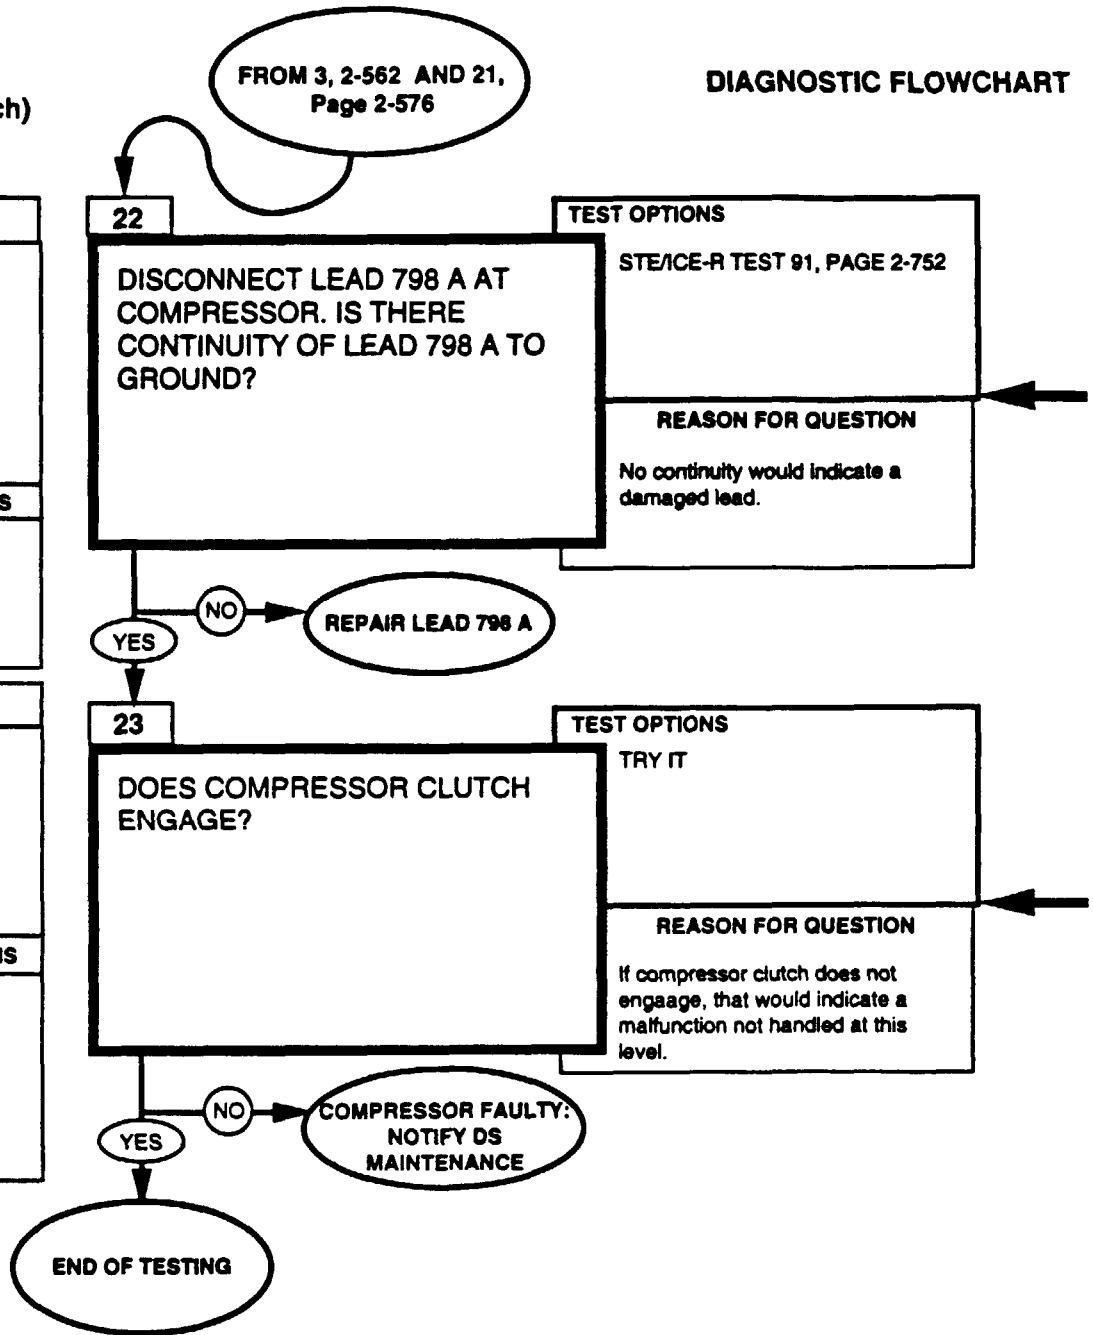 FROM 3, 2-562 AND 21,
Page 2-576
DIAGNOSTIC FLOWCHART
ch)
22
DISCONNECT LEAD 798 A AT
COMPRESSOR. IS THERE
CONTINUITY OF LEAD 798 A TO
GROUND?
TEST OPTIONS
STE/ICE-R TEST 91, PAGE 2-752
REASON FOR QUESTION
No continuity would indicate a
damaged lead.
S
NO
REPAIR LEAD 798 A
YES
23
DOES COMPRESSOR CLUTCH
ENGAGE?
TEST OPTIONS
TRY IT
REASON FOR QUESTION
If compressor clutch does not
engaage, that would indicate a
malfunction not handled at this
level.
NS
NO
COMPRESSOR FAULTY:
NOTIFY DS
MAINTENANCE
YES
END OF TESTING